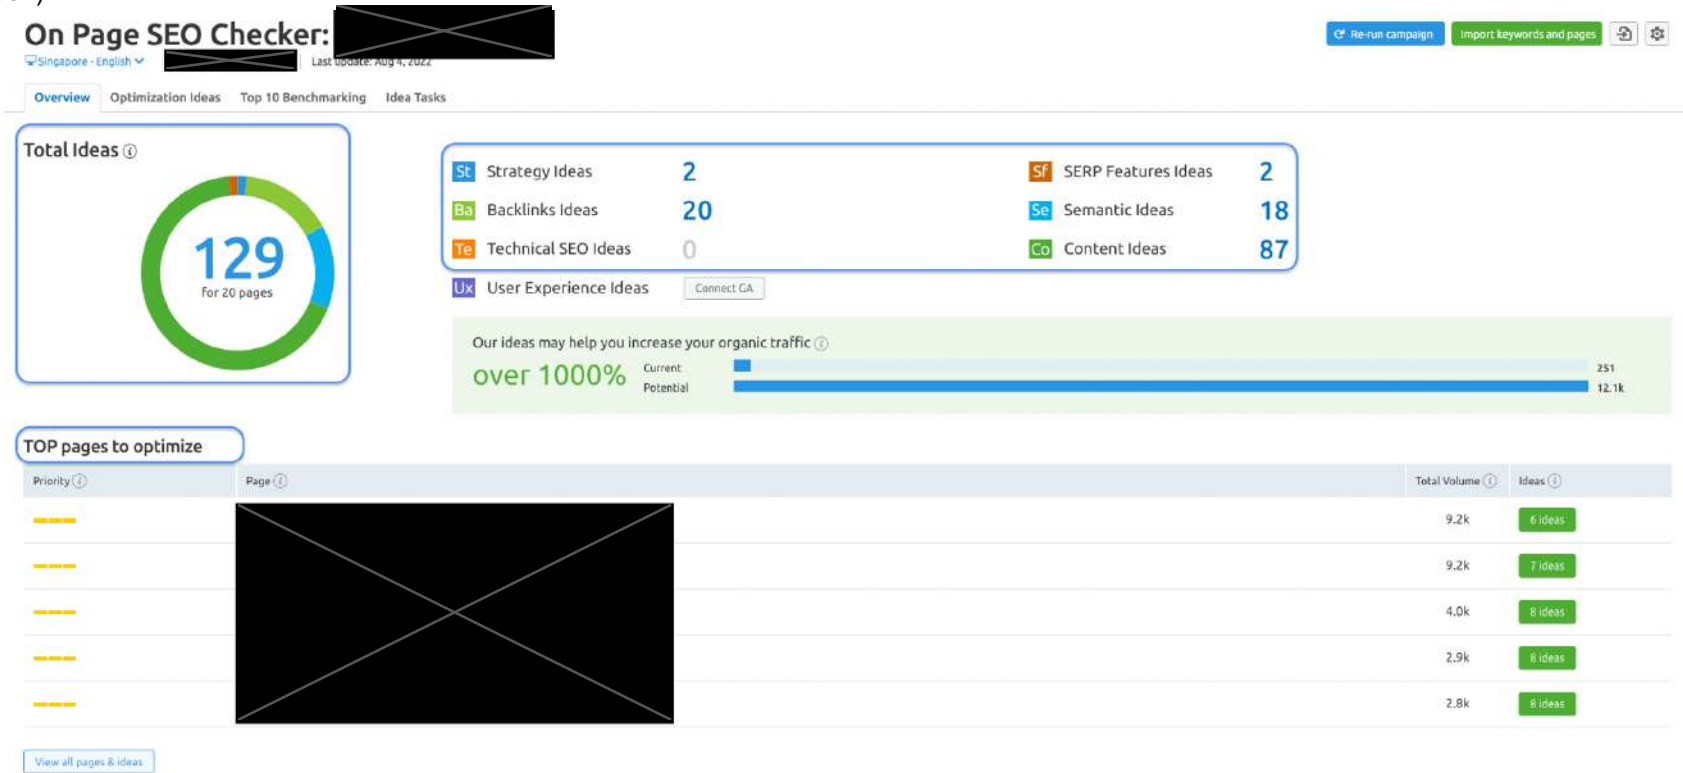 On Page SEO Checker:
Re-run campaign
Import keywords and pages
Singapore - English
Last update: Aug 4, 2022
Overview Optimization Ideas Top 10 Benchmarking Idea Tasks
Total Ideas
129
for 20 pages
St Strategy Ideas 2
Sf SERP Features Ideas 2
Ba Backlinks Ideas 20
Se Semantic Ideas 18
Te Technical SEO Ideas 0
Co Content Ideas 87
Ux User Experience Ideas Connect GA
Our ideas may help you increase your organic traffic
over 1000%
Current 251
Potential 12.1k
TOP pages to optimize
Priority Page Total Volume Ideas
9.2k 6 ideas
9.2k 7 ideas
4.0k 8 ideas
2.9k 8 ideas
2.8k 8 ideas
View all pages & ideas